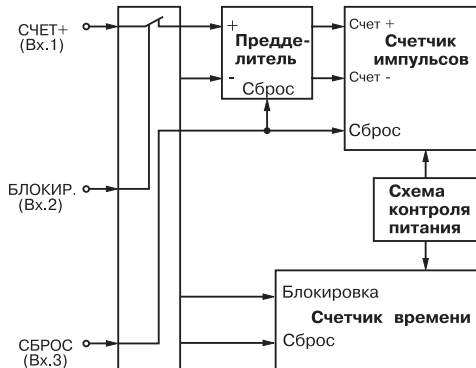 СЧЕТ+
(Вх.1)
БЛОКИР.
(Вх.2)
СБРОС
(Вх.3)
+
Предде-
литель
-
Сброс
Счет +
Счетчик
импульсов
Счет -
Сброс
Схема
контроля
питания
Блокировка
Счетчик времени
Сброс